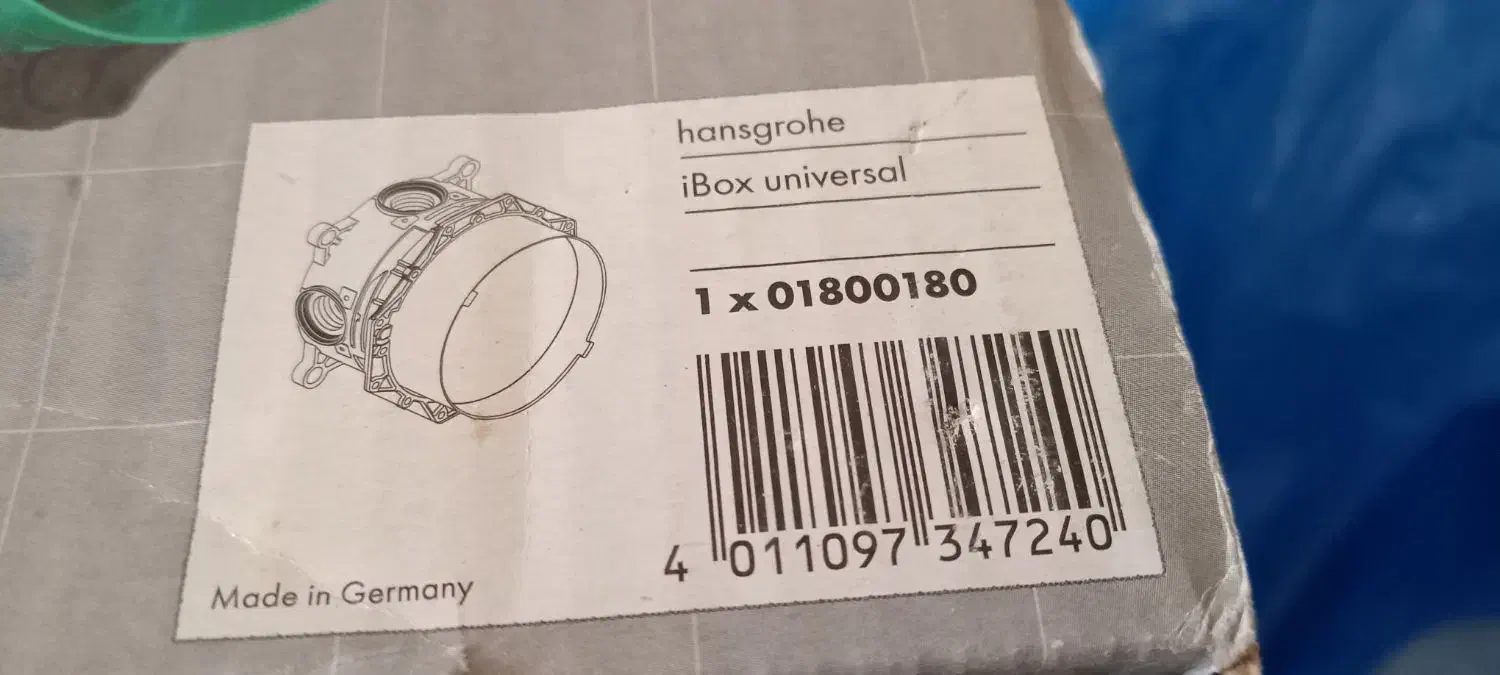 hansgrohe
iBox universal
1 x 01800180
4 011097 347240
Made in Germany